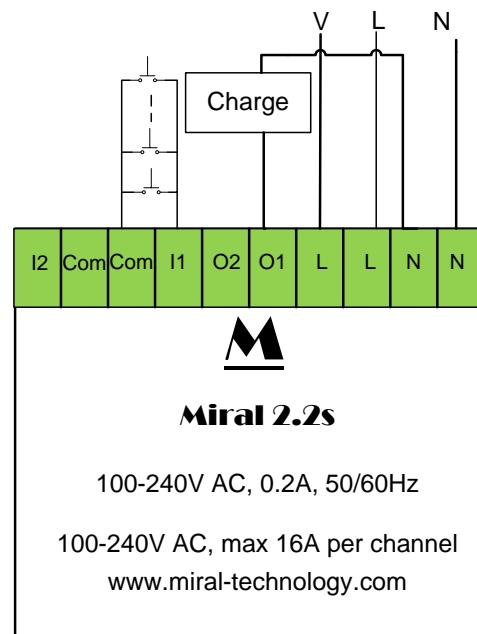 V L N
Charge
I2 Com Com I1 O2 O1 L L N N
M
Miral 2.2s
100-240V AC, 0.2A, 50/60Hz
100-240V AC, max 16A per channel
www.miral-technology.com